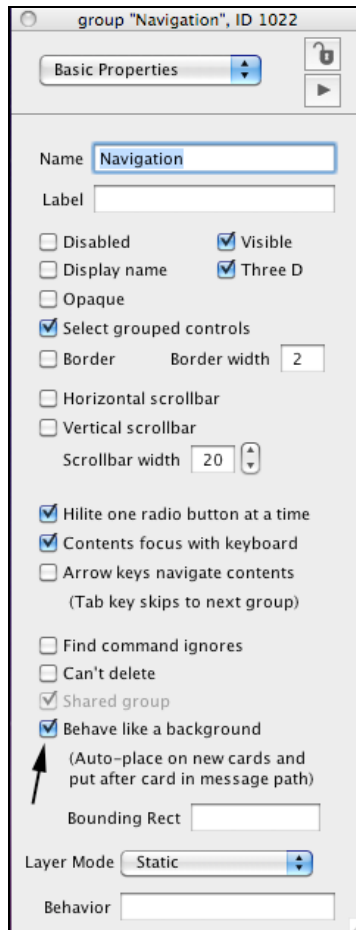 group "Navigation", ID 1022
Basic Properties
Name Navigation
Label
Disabled Visible
Display name Three D
Opaque
Select grouped controls
Border Border width 2
Horizontal scrollbar
Vertical scrollbar
Scrollbar width 20
Hilite one radio button at a time
Contents focus with keyboard
Arrow keys navigate contents
(Tab key skips to next group)
Find command ignores
Can't delete
Shared group
Behave like a background
(Auto-place on new cards and
put after card in message path)
Bounding Rect
Layer Mode Static
Behavior